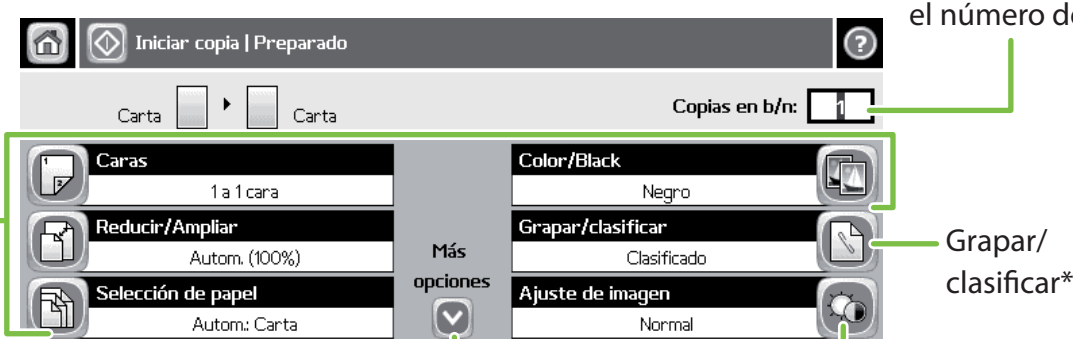 el número de
Iniciar copia | Preparado
?
Carta
Carta
Copias en b/n: 1
Caras
1 a 1 cara
Reducir/Ampliar
Autom. (100%)
Selección de papel
Autom.: Carta
Más
opciones
Color/Black
Negro
Grapar/clasificar
Clasificado
Ajuste de imagen
Normal
Grapar/
clasificar*